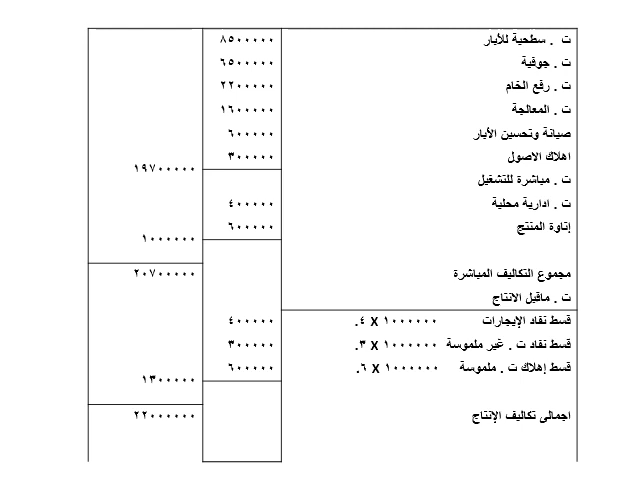 ت . سطحية للأبار ٨٥٠٠٠٠٠
ت . جوفية ٦٥٠٠٠٠٠
ت . رفع الخام ٢٢٠٠٠٠٠
ت . المعالجة ١٦٠٠٠٠٠
صيانة وتحسين الأبار ٦٠٠٠٠٠
اهلاك الاصول ٣٠٠٠٠٠
١٩٧٠٠٠٠٠
ت . مباشرة للتشغيل
ت . ادارية محلية ٤٠٠٠٠٠
إتاوة المنتج ٦٠٠٠٠٠
١٠٠٠٠٠٠
مجموع التكاليف المباشرة ٢٠٧٠٠٠٠٠
ت . ماقبل الانتاج
قسط نفاد الإيجارات ١٠٠٠٠٠٠ X ٤. ٤٠٠٠٠٠
قسط نفاد ت . غير ملموسة ١٠٠٠٠٠٠ X ٣. ٣٠٠٠٠٠
قسط إهلاك ت . ملموسة ١٠٠٠٠٠٠ X ٦. ٦٠٠٠٠٠
١٣٠٠٠٠٠
اجمالى تكاليف الإنتاج ٢٢٠٠٠٠٠٠